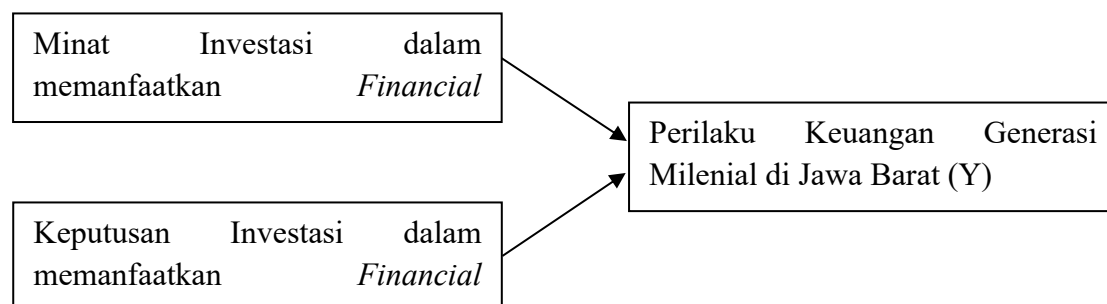 Minat Investasi dalam
memanfaatkan Financial
Perilaku Keuangan Generasi
Milenial di Jawa Barat (Y)
Keputusan Investasi dalam
memanfaatkan Financial